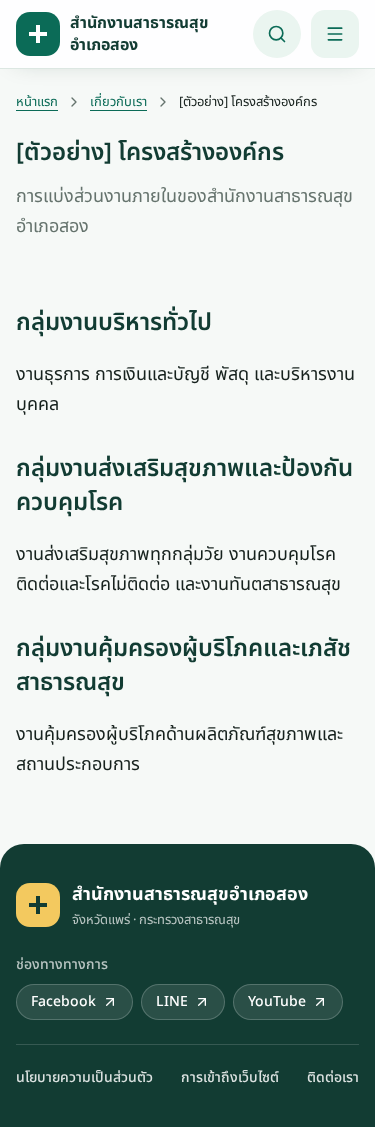 สำนักงานสาธารณสุข
อำเภอสอง
หน้าแรก
เกี่ยวกับเรา
[ตัวอย่าง] โครงสร้างองค์กร
[ตัวอย่าง] โครงสร้างองค์กร
การแบ่งส่วนงานภายในของสำนักงานสาธารณสุข
อำเภอสอง
กลุ่มงานบริหารทั่วไป
งานธุรการ การเงินและบัญชี พัสดุ และบริหารงาน
บุคคล
กลุ่มงานส่งเสริมสุขภาพและป้องกัน
ควบคุมโรค
งานส่งเสริมสุขภาพทุกกลุ่มวัย งานควบคุมโรค
ติดต่อและโรคไม่ติดต่อ และงานทันตสาธารณสุข
กลุ่มงานคุ้มครองผู้บริโภคและเภสัช
สาธารณสุข
งานคุ้มครองผู้บริโภคด้านผลิตภัณฑ์สุขภาพและ
สถานประกอบการ
สำนักงานสาธารณสุขอำเภอสอง
จังหวัดแพร่ · กระทรวงสาธารณสุข
ช่องทางทางการ
Facebook
LINE
YouTube
นโยบายความเป็นส่วนตัว
การเข้าถึงเว็บไซต์
ติดต่อเรา